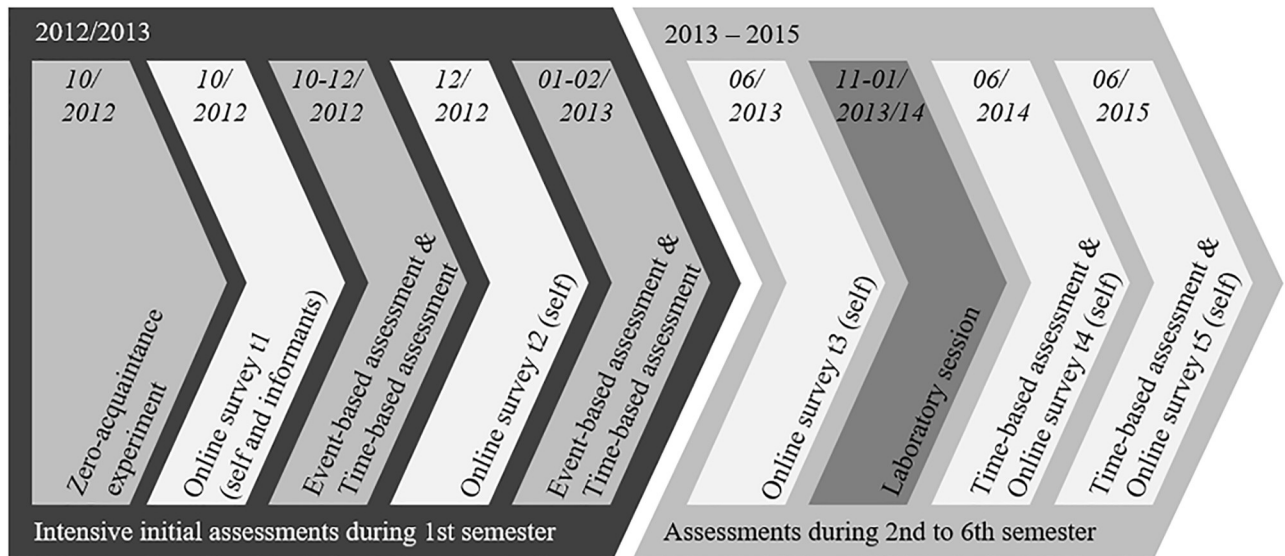 2012/2013
10/
2012
Zero-acquaintance
experiment
10/
2012
Online survey t1
(self and informants)
10-12/
2012
Event-based assessment &
Time-based assessment
12/
2012
Online survey t2 (self)
01-02/
2013
Event-based assessment &
Time-based assessment
Intensive initial assessments during 1st semester
2013 – 2015
06/
2013
Online survey t3 (self)
11-01/
2013/14
Laboratory session
06/
2014
Time-based assessment &
Online survey t4 (self)
06/
2015
Time-based assessment &
Online survey t5 (self)
Assessments during 2nd to 6th semester